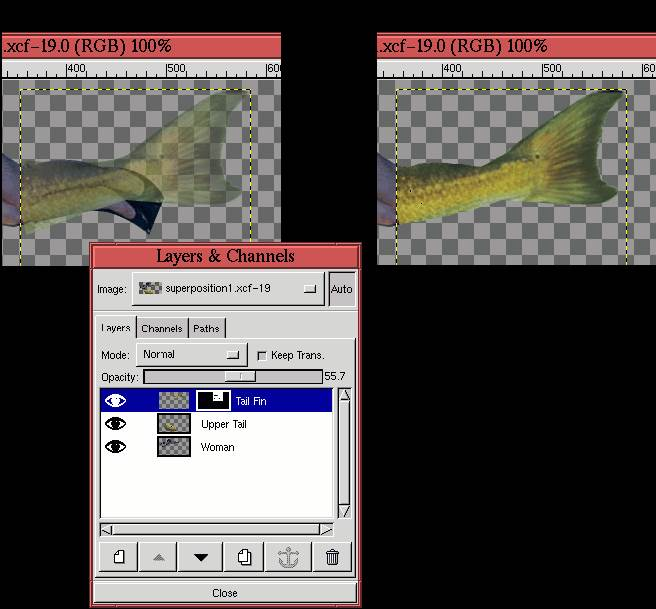 .xcf-19.0 (RGB) 100%
.xcf-19.0 (RGB) 100%
400 500 600
400 500 60
Layers & Channels
Image: superposition1.xcf-19 Auto
Layers Channels Paths
Mode: Normal Keep Trans.
Opacity: 55.7
Tail Fin
Upper Tail
Woman
Close